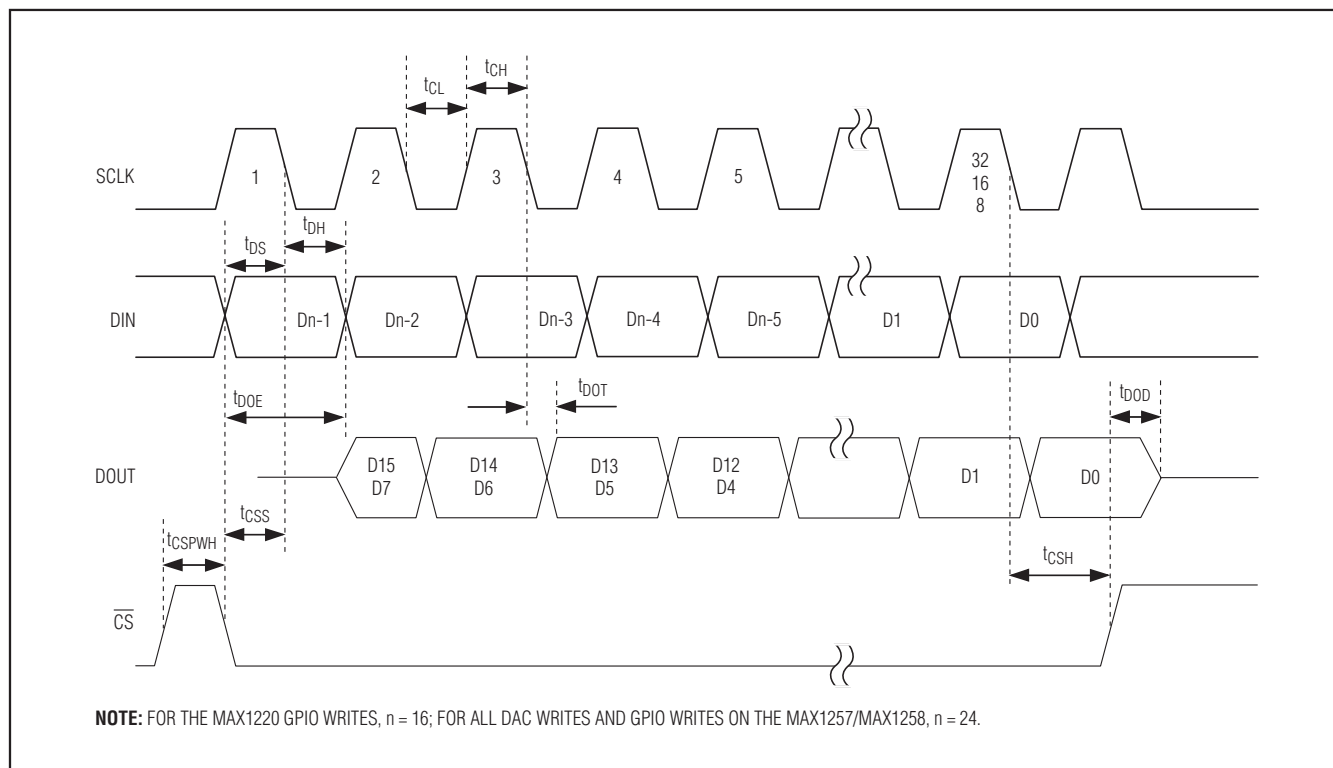 tCL
tCH
SCLK
1
2
3
4
5
32
16
8
tDS
tDH
DIN
Dn-1
Dn-2
Dn-3
Dn-4
Dn-5
D1
D0
tDOE
tDOT
tDOD
DOUT
D15
D7
D14
D6
D13
D5
D12
D4
D1
D0
tCSS
tCSPWH
tCSH
CS
NOTE: FOR THE MAX1220 GPIO WRITES, n = 16; FOR ALL DAC WRITES AND GPIO WRITES ON THE MAX1257/MAX1258, n = 24.